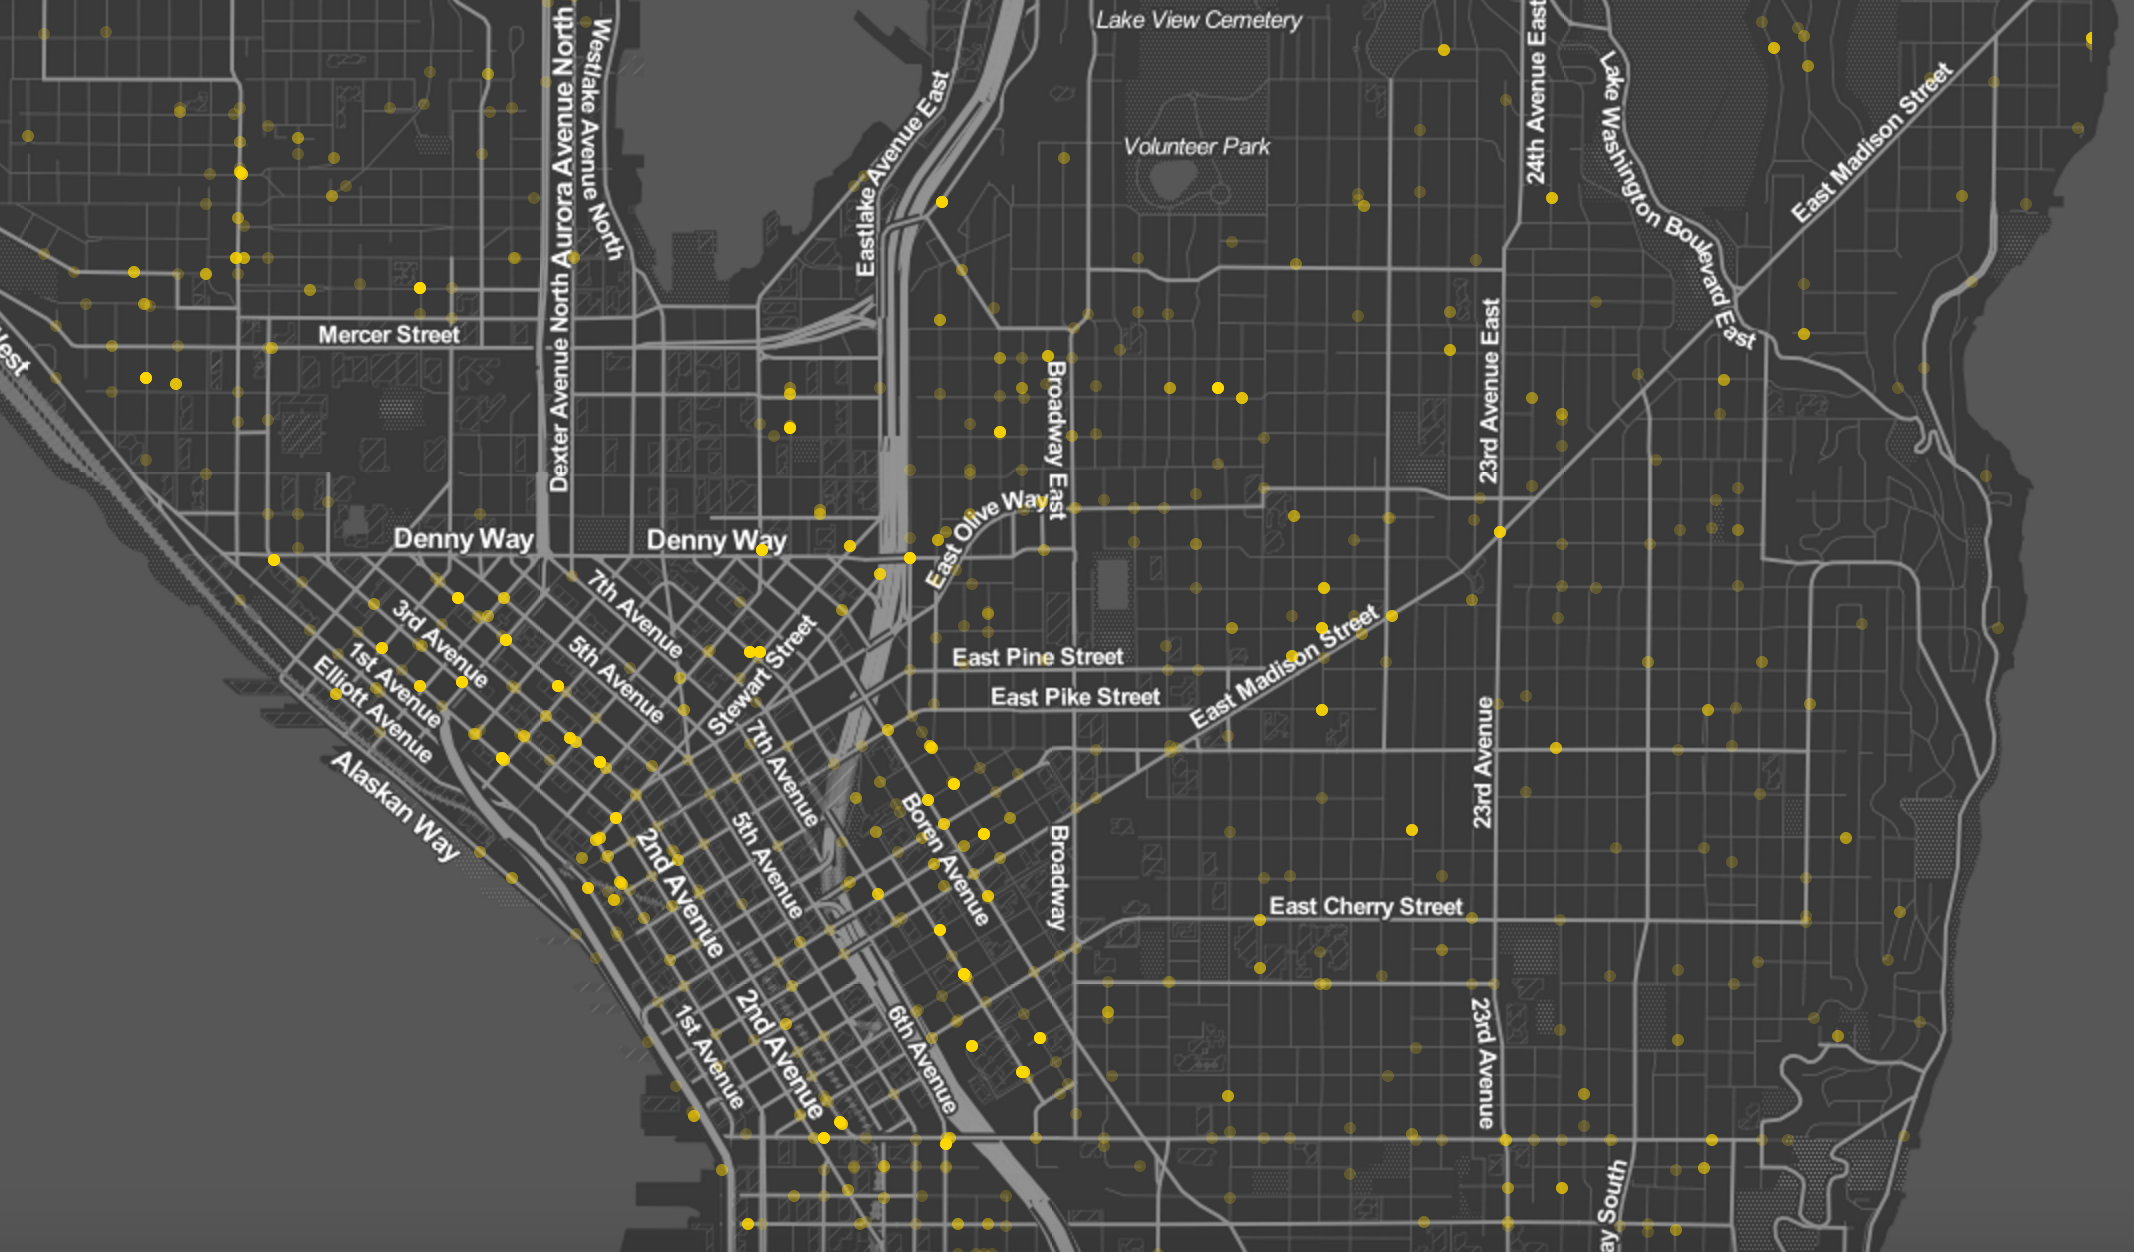 Lake View Cemetery
Volunteer Park
Aurora Avenue North
Westlake Avenue North
Eastlake Avenue East
24th Avenue East
Lake Washington Boulevard East
East Madison Street
Dexter Avenue North
Mercer Street
est
Broadway East
23rd Avenue East
Denny Way
Denny Way
East Olive Way
7th Avenue
3rd Avenue
5th Avenue
Stewart Street
1st Avenue
Elliott Avenue
East Pine Street
East Pike Street
East Madison Street
Alaskan Way
7th Avenue
5th Avenue
2nd Avenue
Boren Avenue
Broadway
23rd Avenue
East Cherry Street
1st Avenue
2nd Avenue
6th Avenue
23rd Avenue
ay South